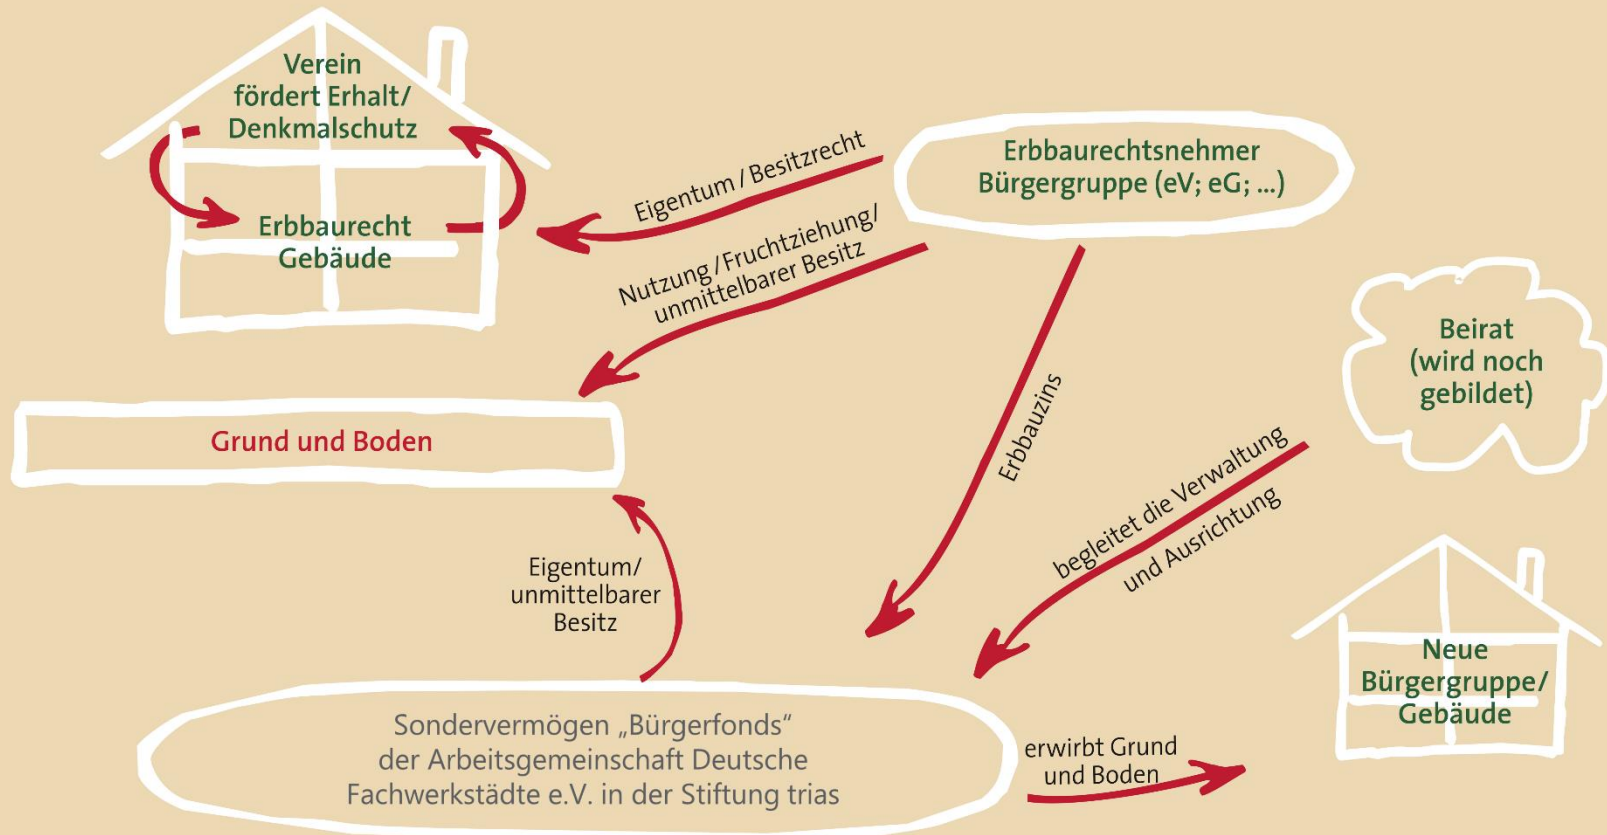 Verein
fördert Erhalt/
Denkmalschutz
Erbbaurecht
Gebäude
Eigentum / Besitzrecht
Erbbaurechtsnehmer
Bürgergruppe (eV; eG; ...)
Nutzung / Fruchtziehung/
unmittelbarer Besitz
Beirat
(wird noch
gebildet)
Grund und Boden
Erbbauzins
begleitet die Verwaltung
und Ausrichtung
Eigentum/
unmittelbarer
Besitz
Neue
Bürgergruppe/
Gebäude
Sondervermögen „Bürgerfonds“
der Arbeitsgemeinschaft Deutsche
Fachwerkstädte e.V. in der Stiftung trias
erwirbt Grund
und Boden